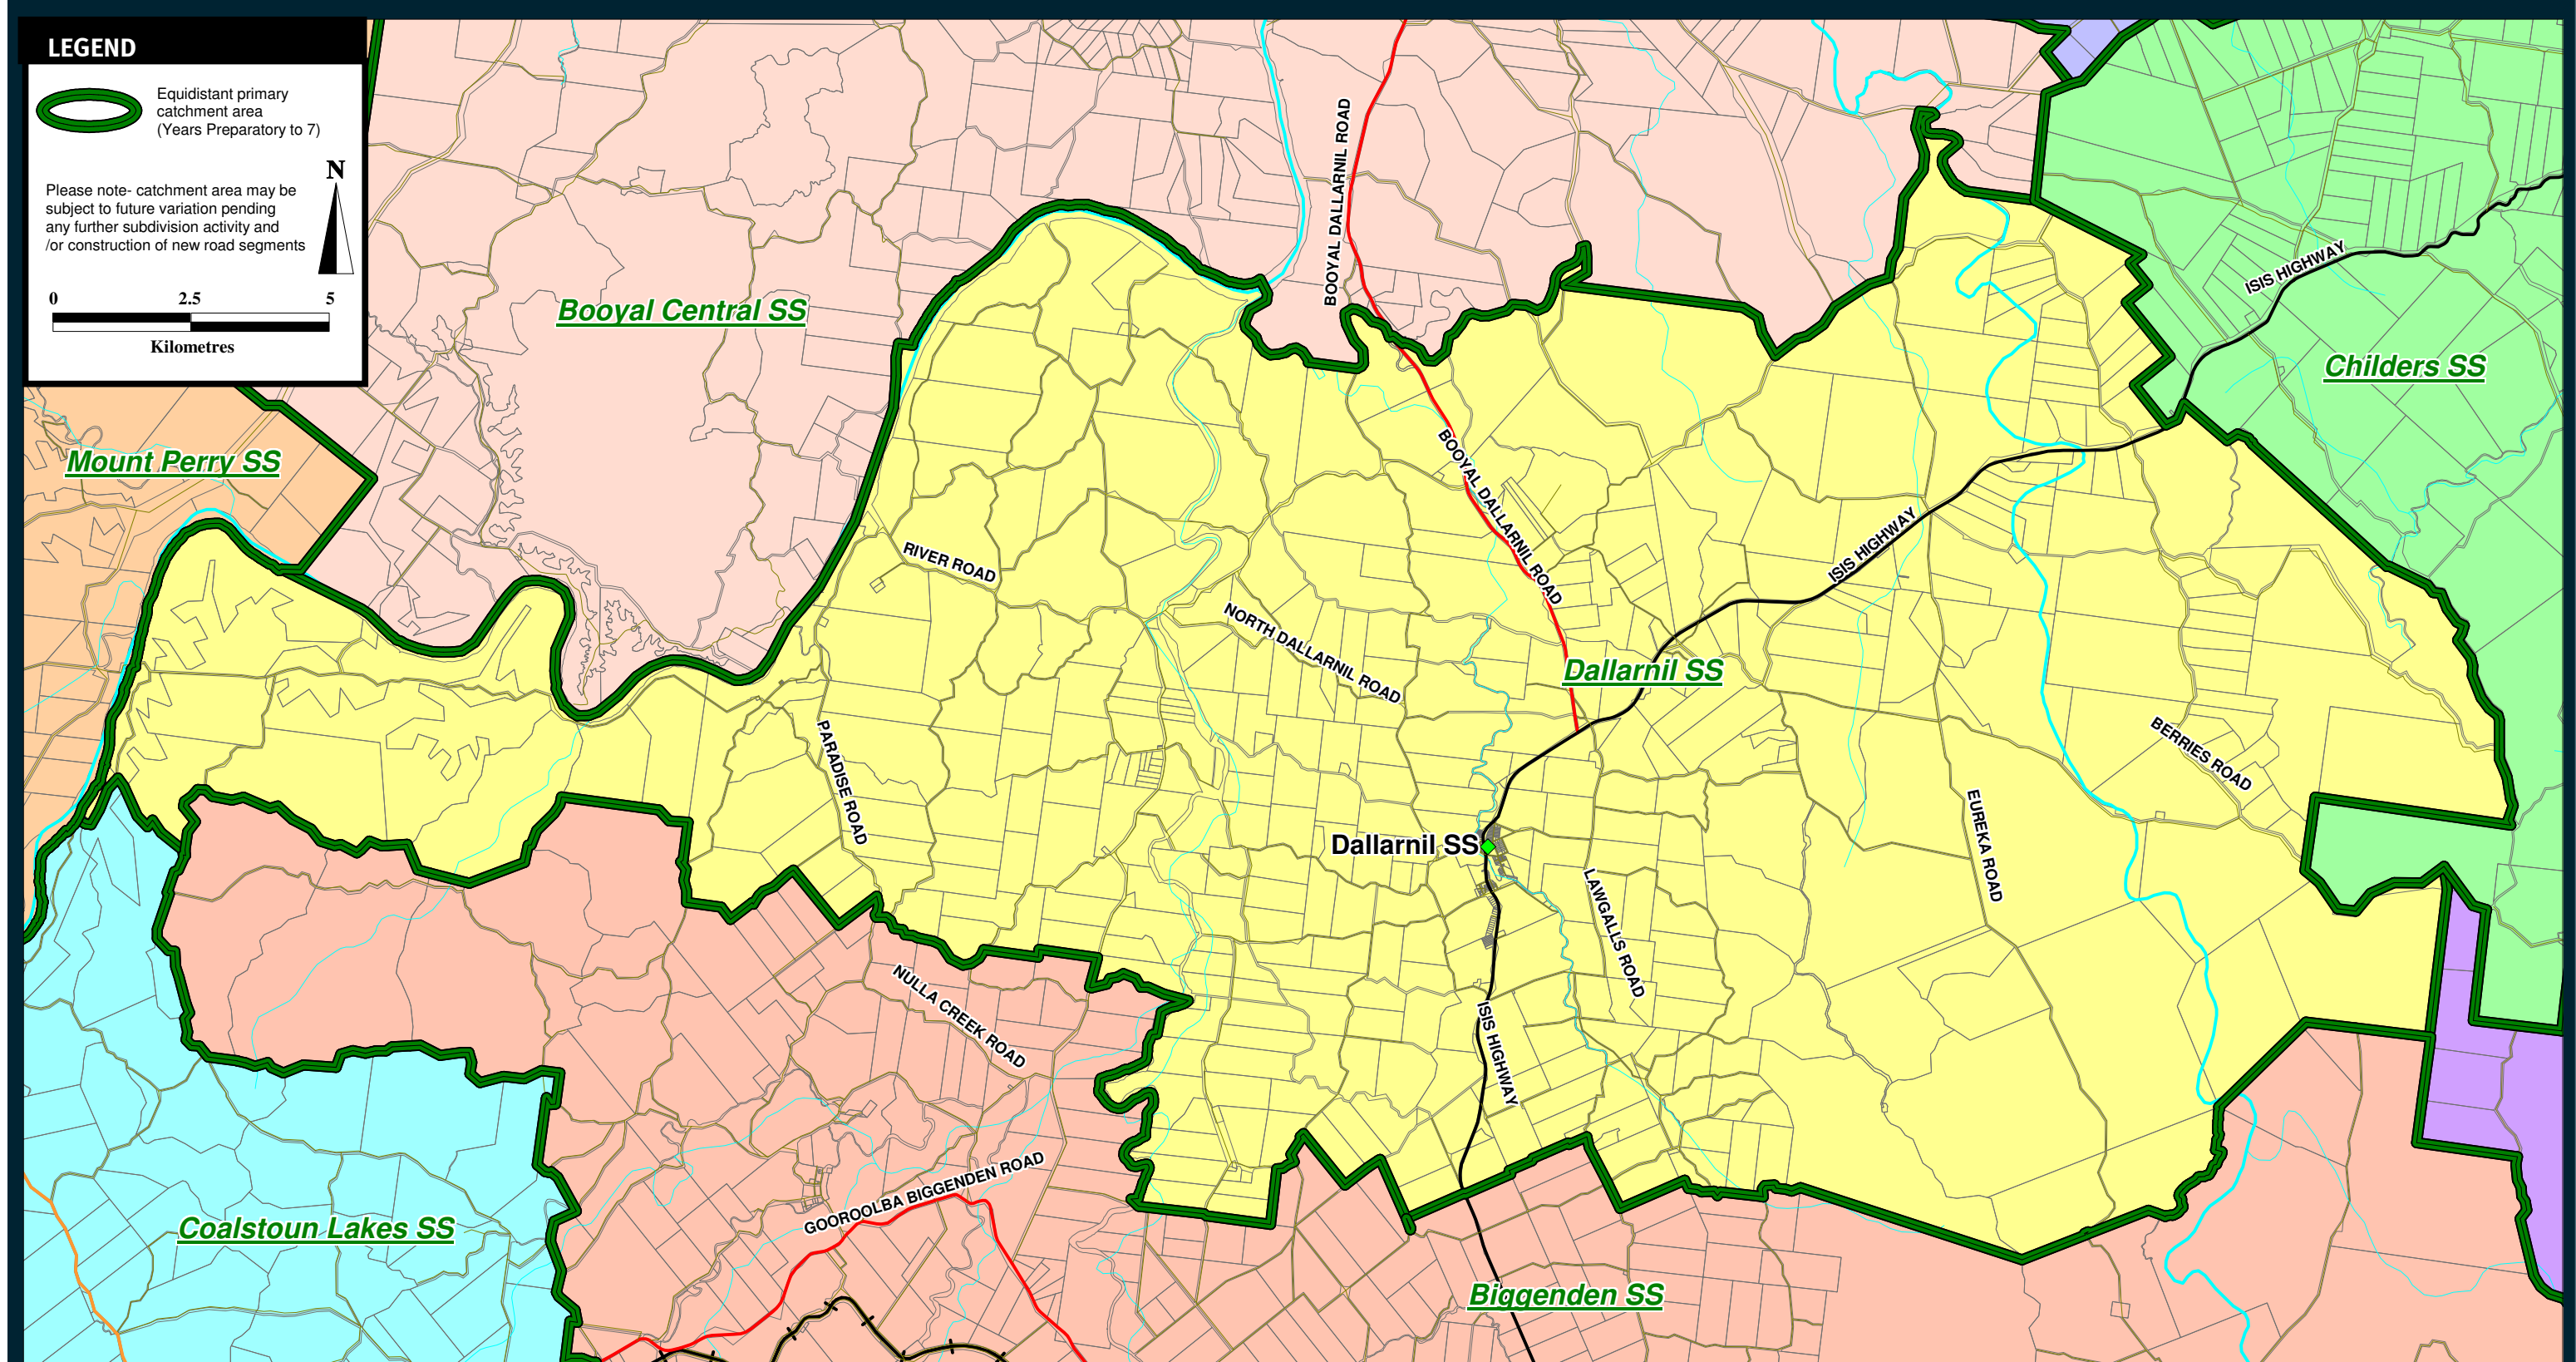 LEGEND
Equidistant primary
catchment area
(Years Preparatory to 7)
N
Please note- catchment area may be
subject to future variation pending
any further subdivision activity and
/or construction of new road segments
0 2.5 5
Kilometres
BOOYAL DALLARNIL ROAD
ISIS HIGHWAY
Booyal Central SS
Childers SS
Mount Perry SS
BOOYAL DALLARNIL ROAD
ISIS HIGHWAY
RIVER ROAD
NORTH DALLARNIL ROAD
Dallarnil SS
PARADISE ROAD
BERRIES ROAD
EUREKA ROAD
Dallarnil SS
LAWGALLS ROAD
NULLA CREEK ROAD
ISIS HIGHWAY
GOOROOLBA BIGGENDEN ROAD
Coalstoun Lakes SS
Biggenden SS